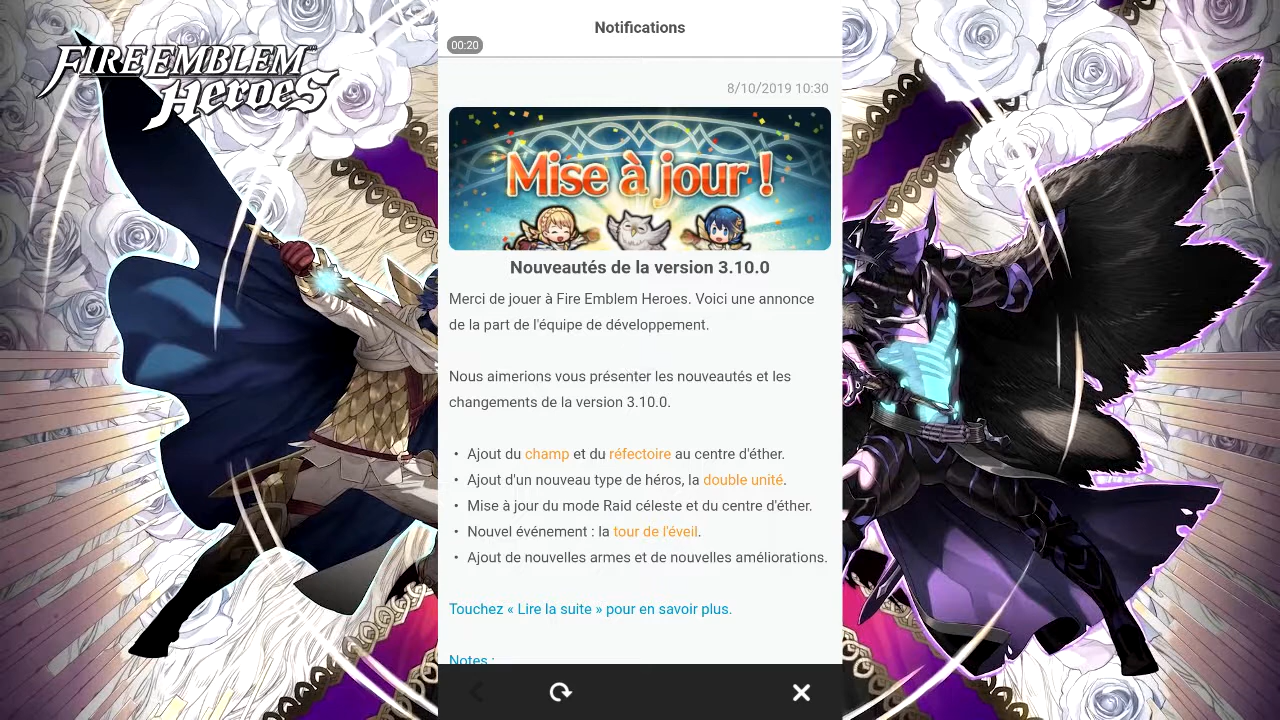 FIRE EMBLEM
Heroes
Notifications
00:20
8/10/2019 10:30
Mise à jour !
Nouveautés de la version 3.10.0
Merci de jouer à Fire Emblem Heroes. Voici une annonce
de la part de l'équipe de développement.
Nous aimerions vous présenter les nouveautés et les
changements de la version 3.10.0.
• Ajout du champ et du réfectoire au centre d'éther.
• Ajout d'un nouveau type de héros, la double unité.
• Mise à jour du mode Raid céleste et du centre d'éther.
• Nouvel événement : la tour de l'éveil.
• Ajout de nouvelles armes et de nouvelles améliorations.
Touchez « Lire la suite » pour en savoir plus.
Notes :